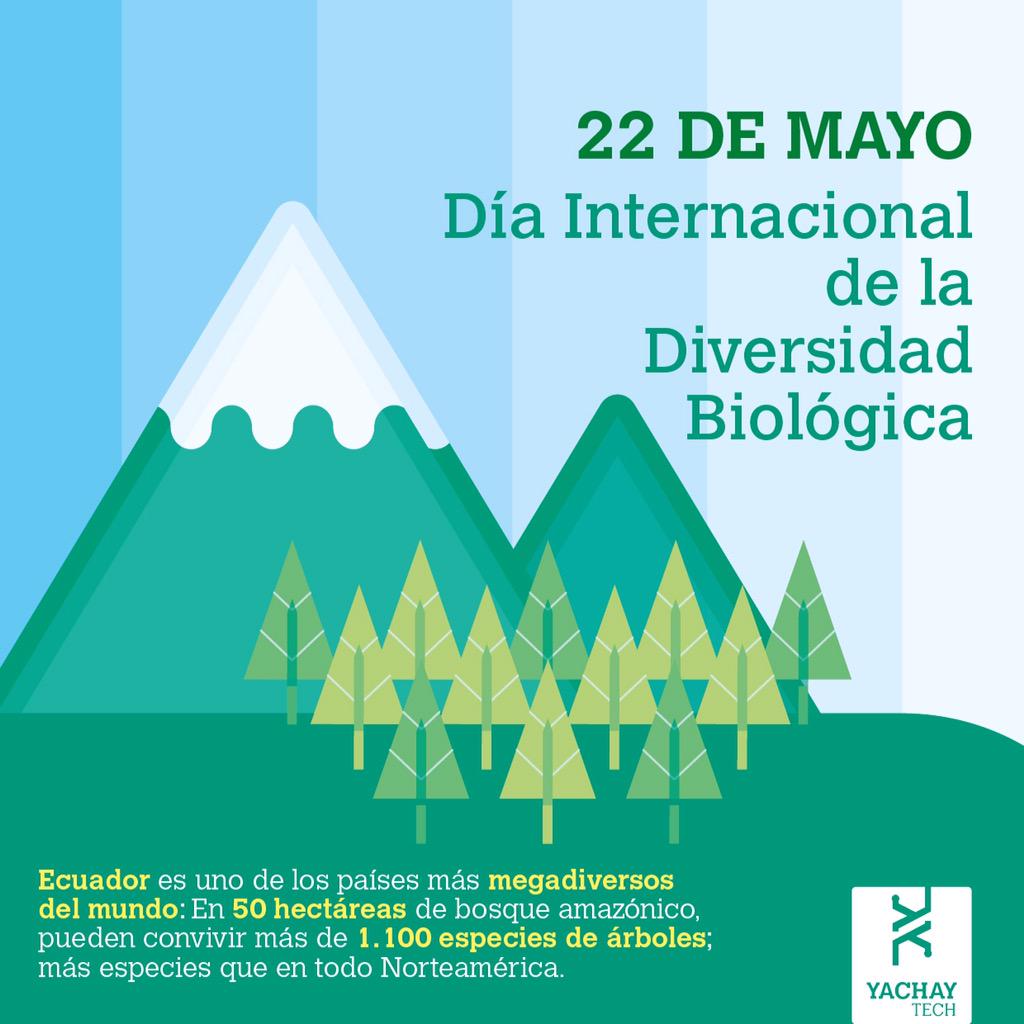 22 DE MAYO
Día Internacional
de la
Diversidad
Biológica
Ecuador es uno de los países más megadiversos
del mundo: En 50 hectáreas de bosque amazónico,
pueden convivir más de 1.100 especies de árboles;
más especies que en todo Norteamérica.
YACHAY
TECH